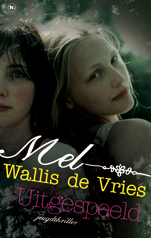 Mel
Wallis de Vries
Uitgespeeld
jeugdthriller